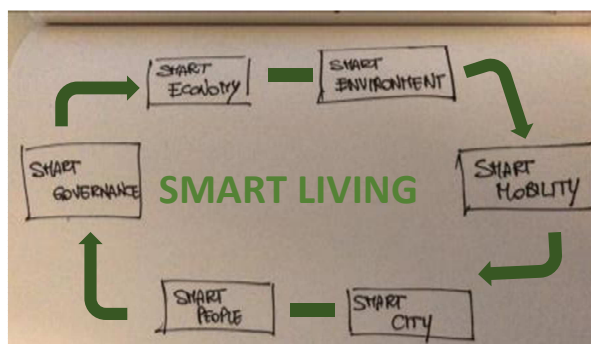 SMART
ECONOMY
SMART
ENVIRONMENT
SMART
GOVERNANCE
SMART LIVING
SMART
MOBILITY
SMART
PEOPLE
SMART
CITY